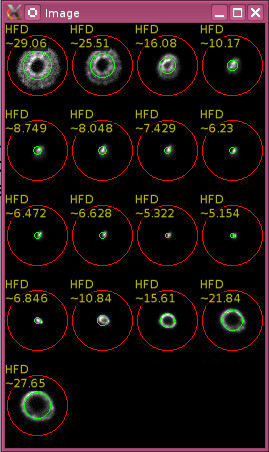 Image
HFD HFD HFD HFD
~29.06 ~25.51 ~16.08 ~10.17
HFD HFD HFD HFD
~8.749 ~8.048 ~7.429 ~6.23
HFD HFD HFD HFD
~6.472 ~6.628 ~5.322 ~5.154
HFD HFD HFD HFD
~6.846 ~10.84 ~15.61 ~21.84
HFD
~27.65